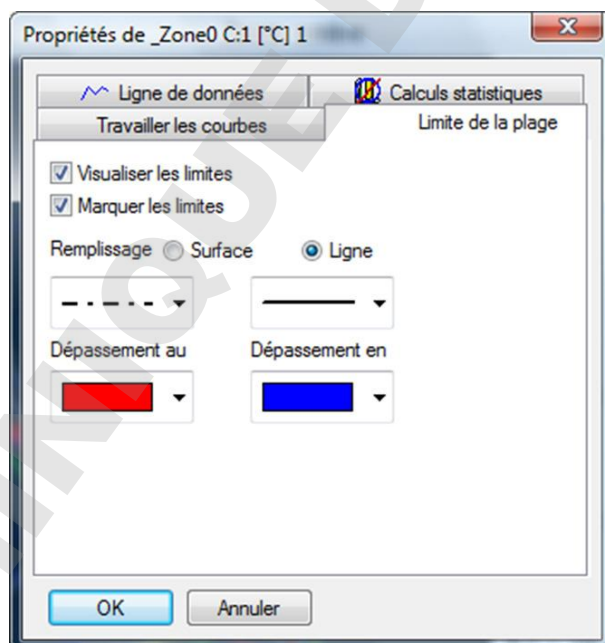 Propriétés de _Zone0 C:1 [°C] 1
Ligne de données
Calculs statistiques
Travailler les courbes
Limite de la plage
Visualiser les limites
Marquer les limites
Remplissage Surface Ligne
Dépassement au Dépassement en
OK Annuler